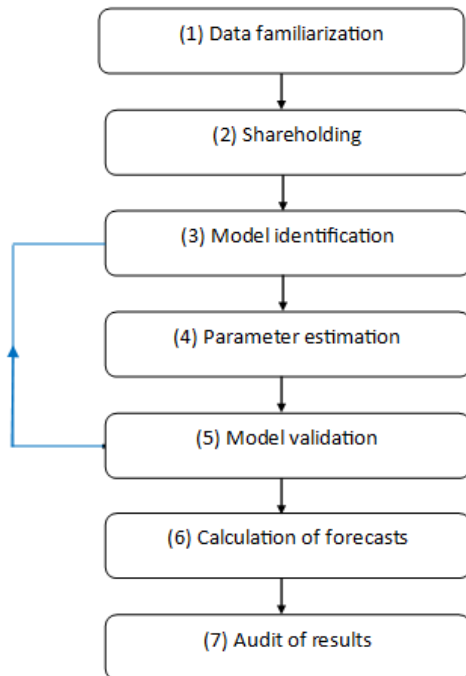 (1) Data familiarization
(2) Shareholding
(3) Model identification
(4) Parameter estimation
(5) Model validation
(6) Calculation of forecasts
(7) Audit of results